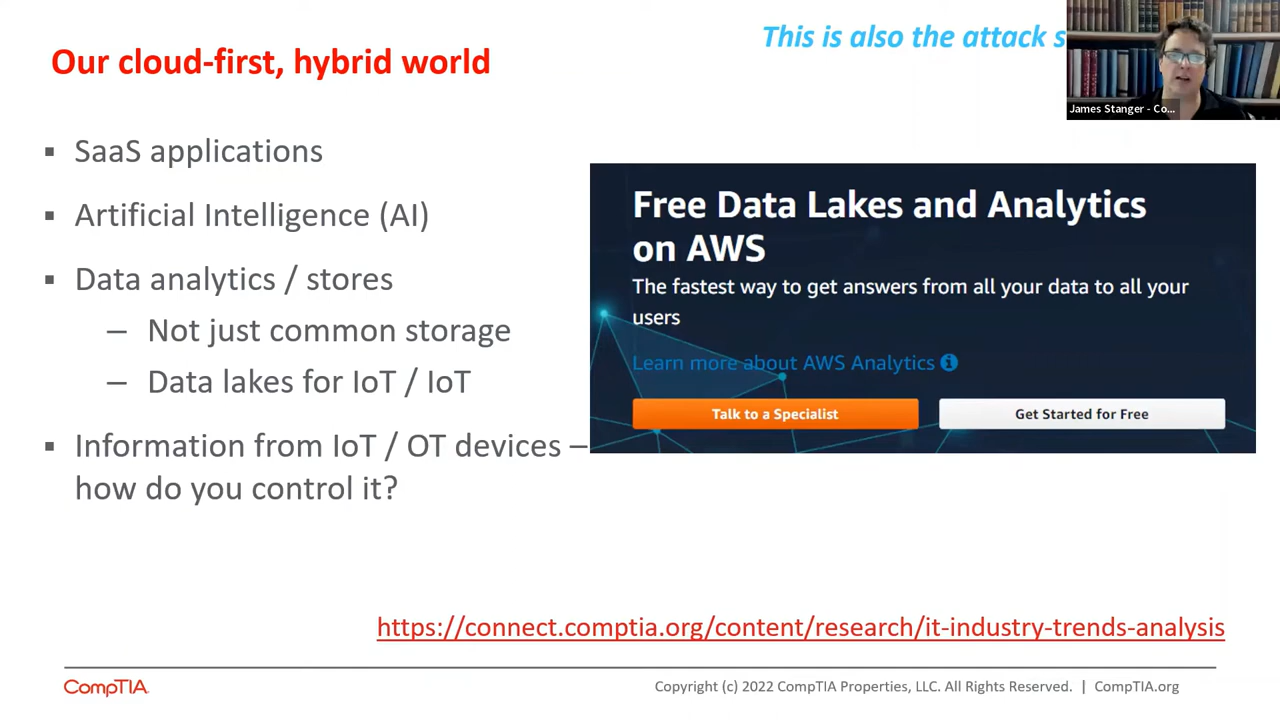 This is also the attack s
Our cloud-first, hybrid world
James Stanger - Co...
▪ SaaS applications
▪ Artificial Intelligence (AI)
▪ Data analytics / stores
– Not just common storage
– Data lakes for IoT / IoT
▪ Information from IoT / OT devices –
how do you control it?
Free Data Lakes and Analytics
on AWS
The fastest way to get answers from all your data to all your
users
Learn more about AWS Analytics
Talk to a Specialist
Get Started for Free
https://connect.comptia.org/content/research/it-industry-trends-analysis
CompTIA.
Copyright (c) 2022 CompTIA Properties, LLC. All Rights Reserved. | CompTIA.org